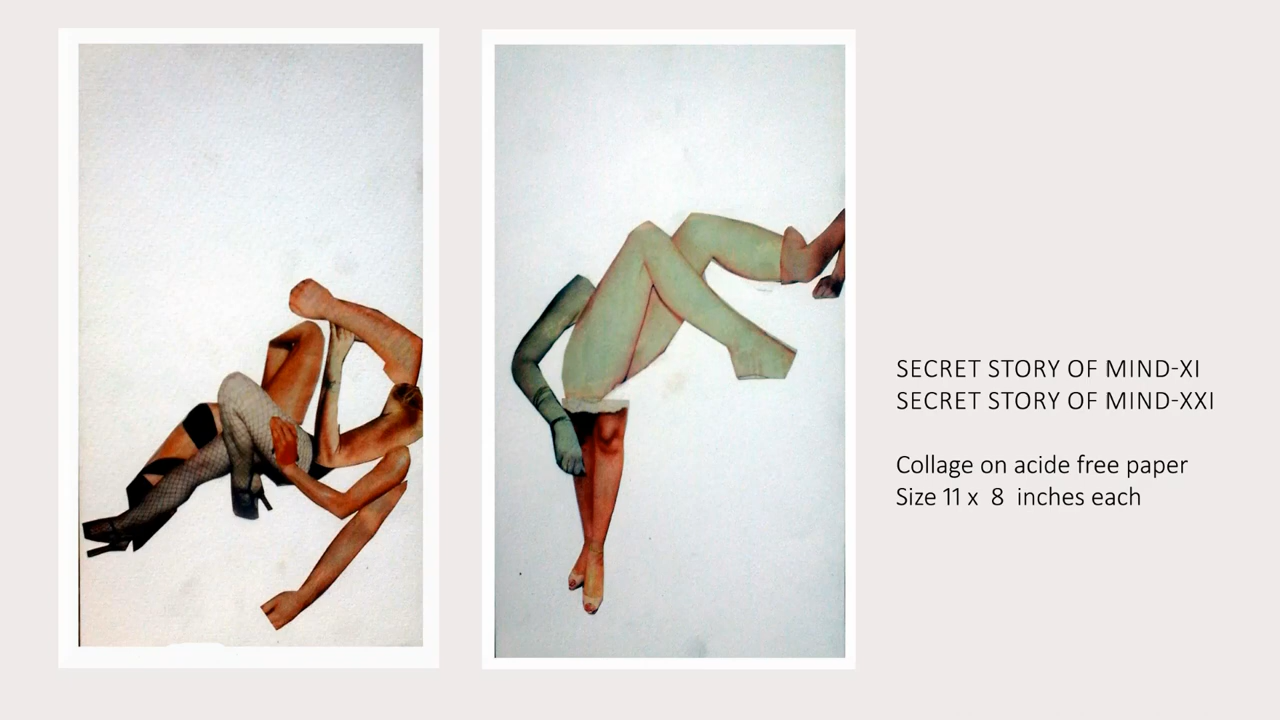 SECRET STORY OF MIND-XI
SECRET STORY OF MIND-XXI
Collage on acide free paper
Size 11 x 8 inches each